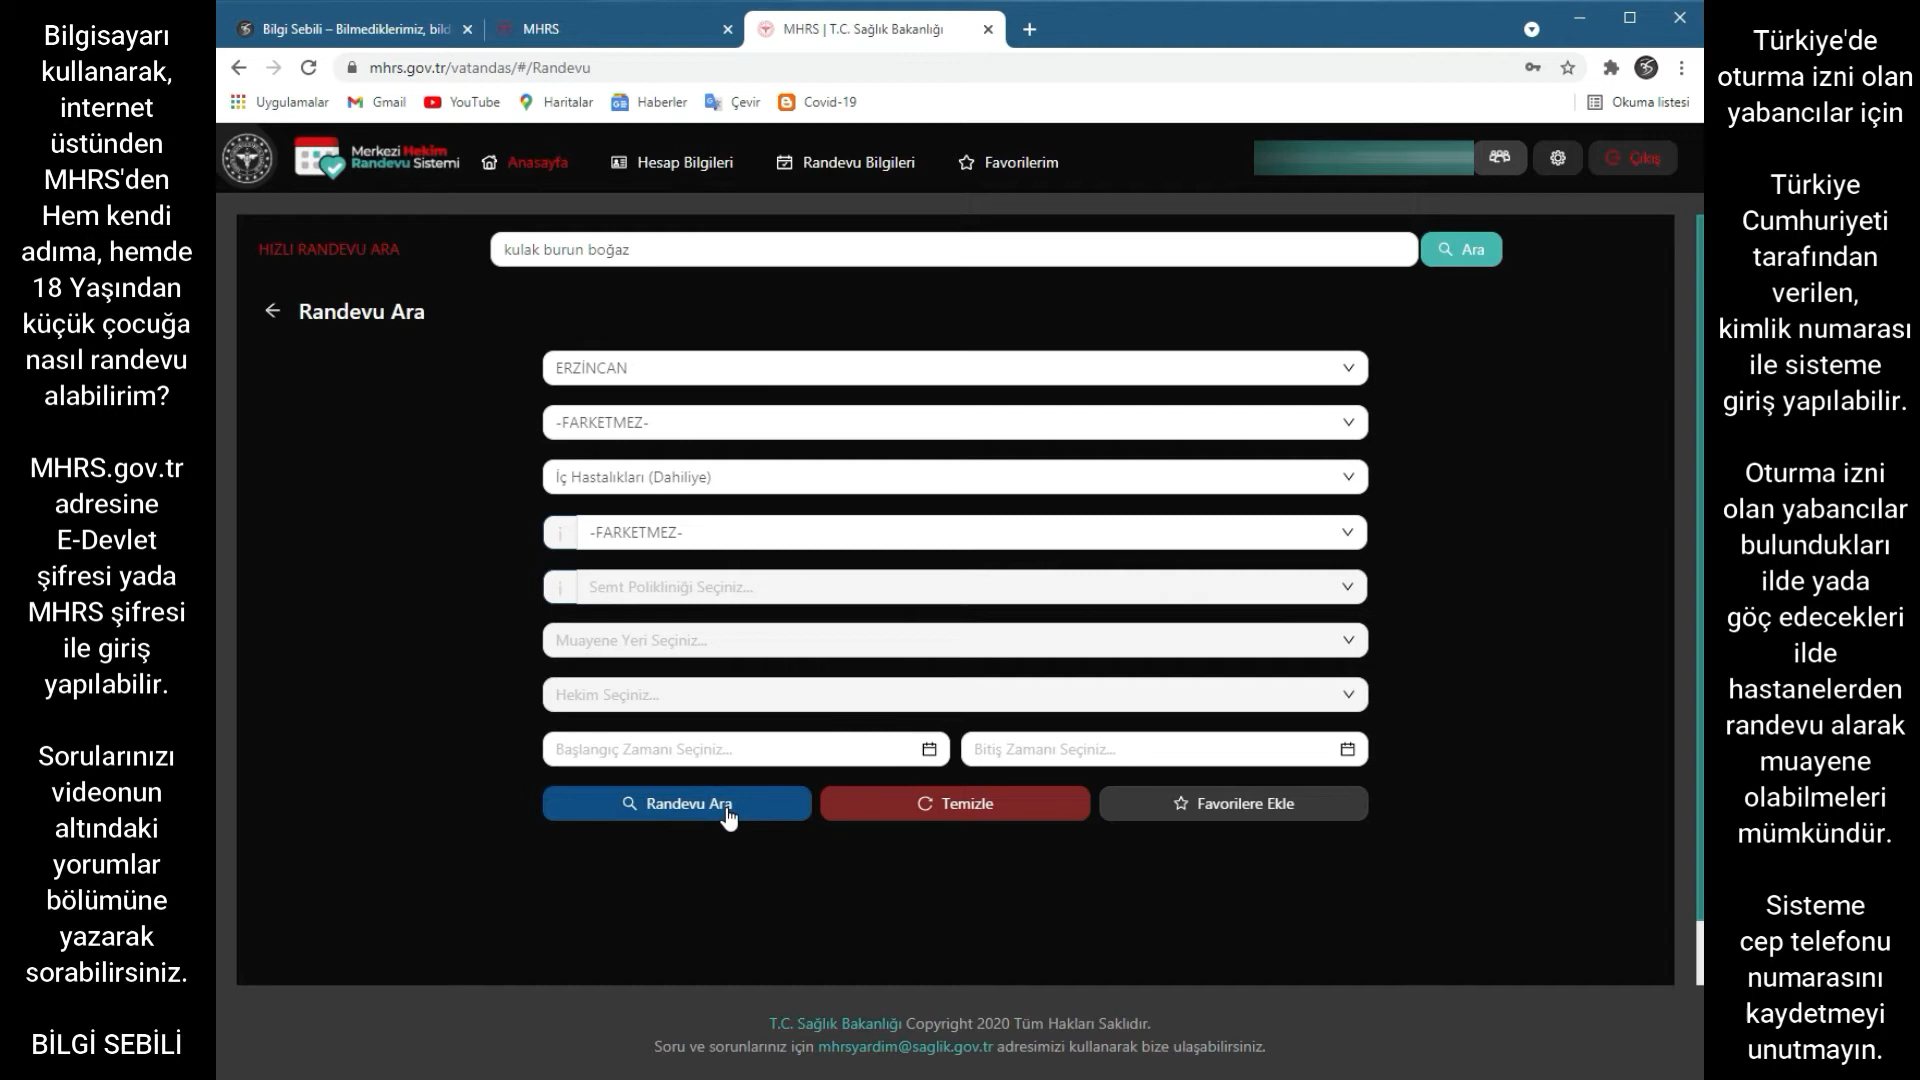 Bilgisayarı
kullanarak,
internet
üstünden
MHRS'den
Hem kendi
adıma, hemde
18 Yaşından
küçük çocuğa
nasıl randevu
alabilirim?
MHRS.gov.tr
adresine
E-Devlet
şifresi yada
MHRS şifresi
ile giriş
yapılabilir.
Sorularınızı
videonun
altındaki
yorumlar
bölümüne
yazarak
sorabilirsiniz.
BİLGİ SEBİLİ
Bilgi Sebili – Bilmediklerimiz, bild
MHRS
MHRS | T.C. Sağlık Bakanlığı
mhrs.gov.tr/vatandas/#/Randevu
Uygulamalar Gmail YouTube Haritalar Haberler Çevir Covid-19 Okuma listesi
Merkezi Hekim
Randevu Sistemi
Anasayfa Hesap Bilgileri Randevu Bilgileri Favorilerim Çıkış
HIZLI RANDEVU ARA kulak burun boğaz Ara
Randevu Ara
ERZİNCAN
-FARKETMEZ-
İç Hastalıkları (Dahiliye)
i -FARKETMEZ-
i Semt Polikliniği Seçiniz...
Muayene Yeri Seçiniz...
Hekim Seçiniz...
Başlangıç Zamanı Seçiniz... Bitiş Zamanı Seçiniz...
Randevu Ara Temizle Favorilere Ekle
T.C. Sağlık Bakanlığı Copyright 2020 Tüm Hakları Saklıdır.
Soru ve sorunlarınız için mhrsyardim@saglik.gov.tr adresimizi kullanarak bize ulaşabilirsiniz.
Türkiye'de
oturma izni olan
yabancılar için
Türkiye
Cumhuriyeti
tarafından
verilen,
kimlik numarası
ile sisteme
giriş yapılabilir.
Oturma izni
olan yabancılar
bulundukları
ilde yada
göç edecekleri
ilde
hastanelerden
randevu alarak
muayene
olabilmeleri
mümkündür.
Sisteme
cep telefonu
numarasını
kaydetmeyi
unutmayın.